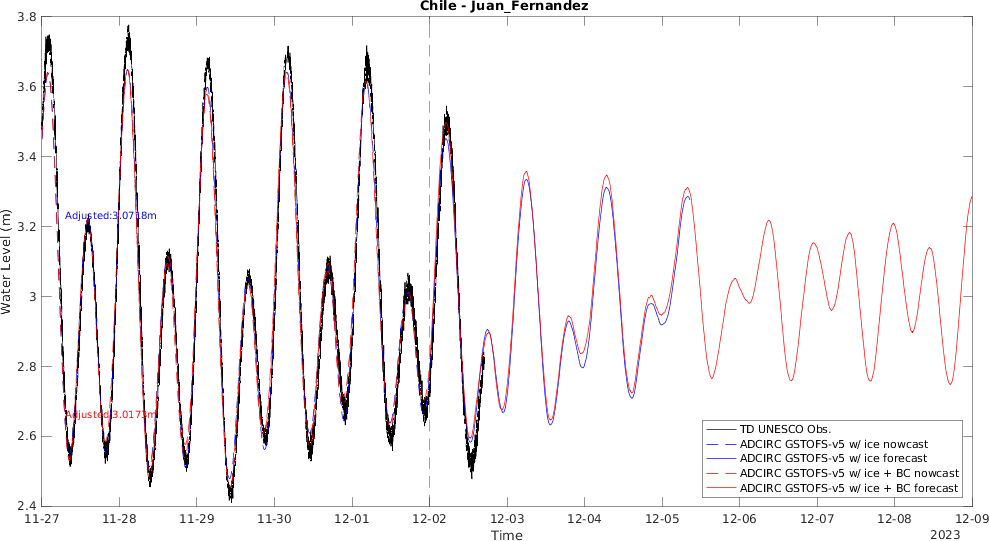 Chile - Juan_Fernandez
3.8
3.6
3.4
3.2
3
2.8
2.6
2.4
Water Level (m)
Adjusted:3.0718m
Adjusted:3.0173m
TD UNESCO Obs.
ADCIRC GSTOFS-v5 w/ ice nowcast
ADCIRC GSTOFS-v5 w/ ice forecast
ADCIRC GSTOFS-v5 w/ ice + BC nowcast
ADCIRC GSTOFS-v5 w/ ice + BC forecast
11-27 11-28 11-29 11-30 12-01 12-02 12-03 12-04 12-05 12-06 12-07 12-08 12-09
Time
2023